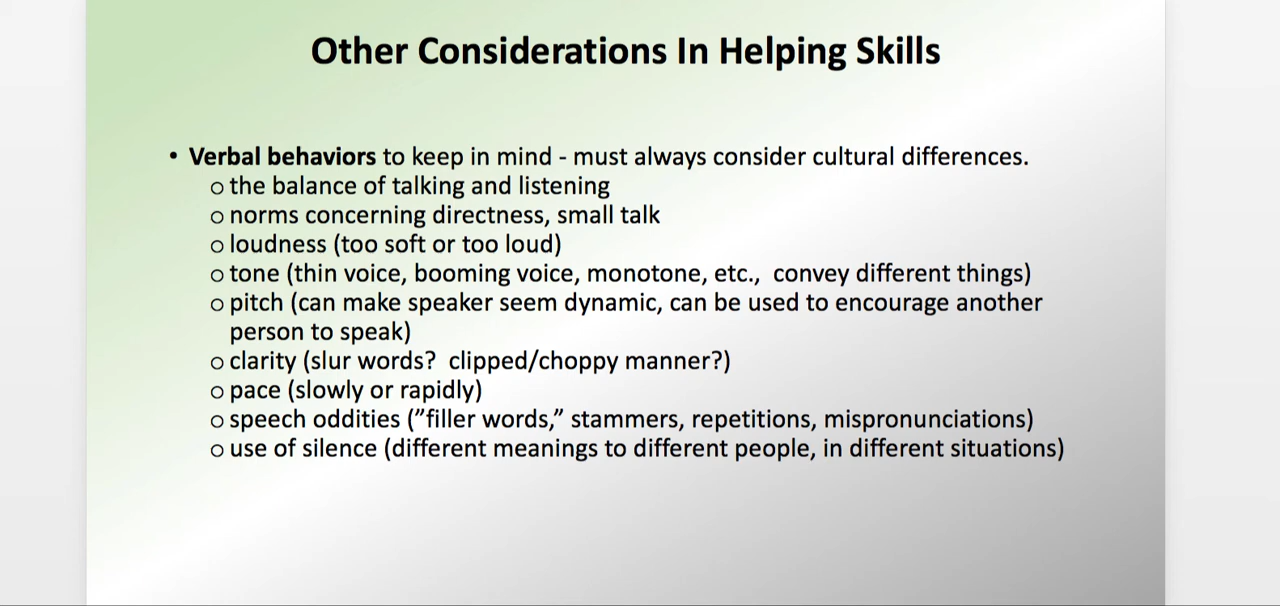 Other Considerations In Helping Skills
• Verbal behaviors to keep in mind - must always consider cultural differences.
o the balance of talking and listening
o norms concerning directness, small talk
o loudness (too soft or too loud)
o tone (thin voice, booming voice, monotone, etc.,  convey different things)
o pitch (can make speaker seem dynamic, can be used to encourage another
person to speak)
o clarity (slur words?  clipped/choppy manner?)
o pace (slowly or rapidly)
o speech oddities (”filler words,” stammers, repetitions, mispronunciations)
o use of silence (different meanings to different people, in different situations)